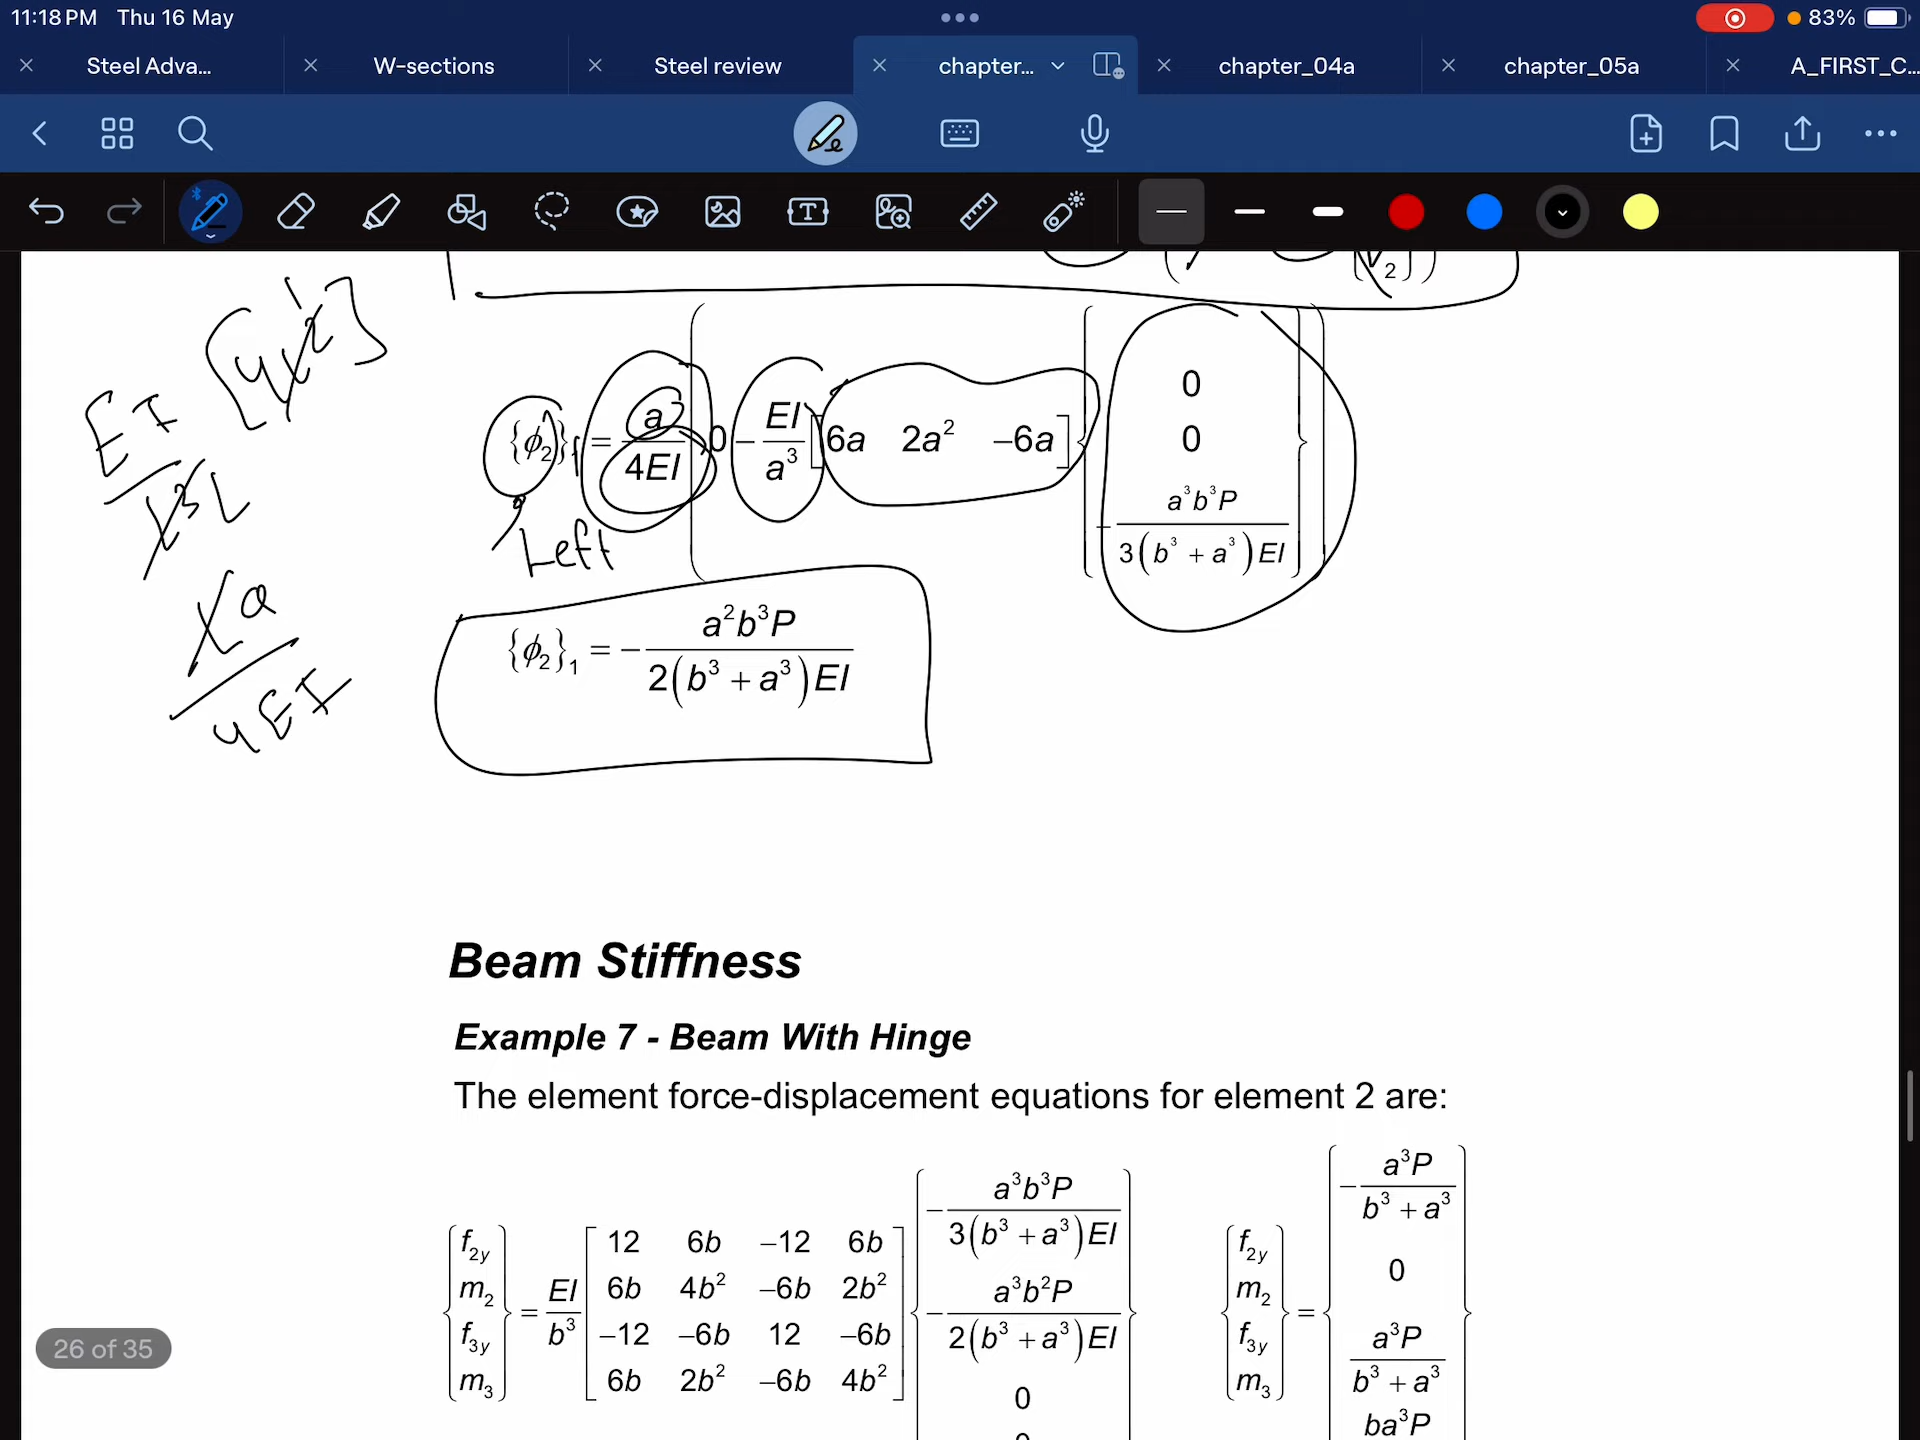 11:18 PM Thu 16 May
83%
Steel Adva...
W-sections
Steel review
chapter...
chapter_04a
chapter_05a
A_FIRST_C...
2 ] )
EI [4L²] 1
L³ L
X a
4EI
{ϕ₂}₁ = a/4EI ( 0 − EI/a³ [6a 2a² −6a] { 0
0
− a³b³P / 3(b³ + a³)EI } )
Left
{ϕ₂}₁ = − a²b³P / 2(b³ + a³)EI
Beam Stiffness
Example 7 - Beam With Hinge
The element force-displacement equations for element 2 are:
{ f₂y m₂ f₃y m₃ } = EI/b³
[ 12 6b −12 6b
6b 4b² −6b 2b²
−12 −6b 12 −6b
6b 2b² −6b 4b² ]
{ − a³b³P / 3(b³ + a³)EI
− a³b²P / 2(b³ + a³)EI
0
{ f₂y m₂ f₃y m₃ } =
{ − a³P / b³ + a³
0
a³P / b³ + a³
ba³P
26 of 35